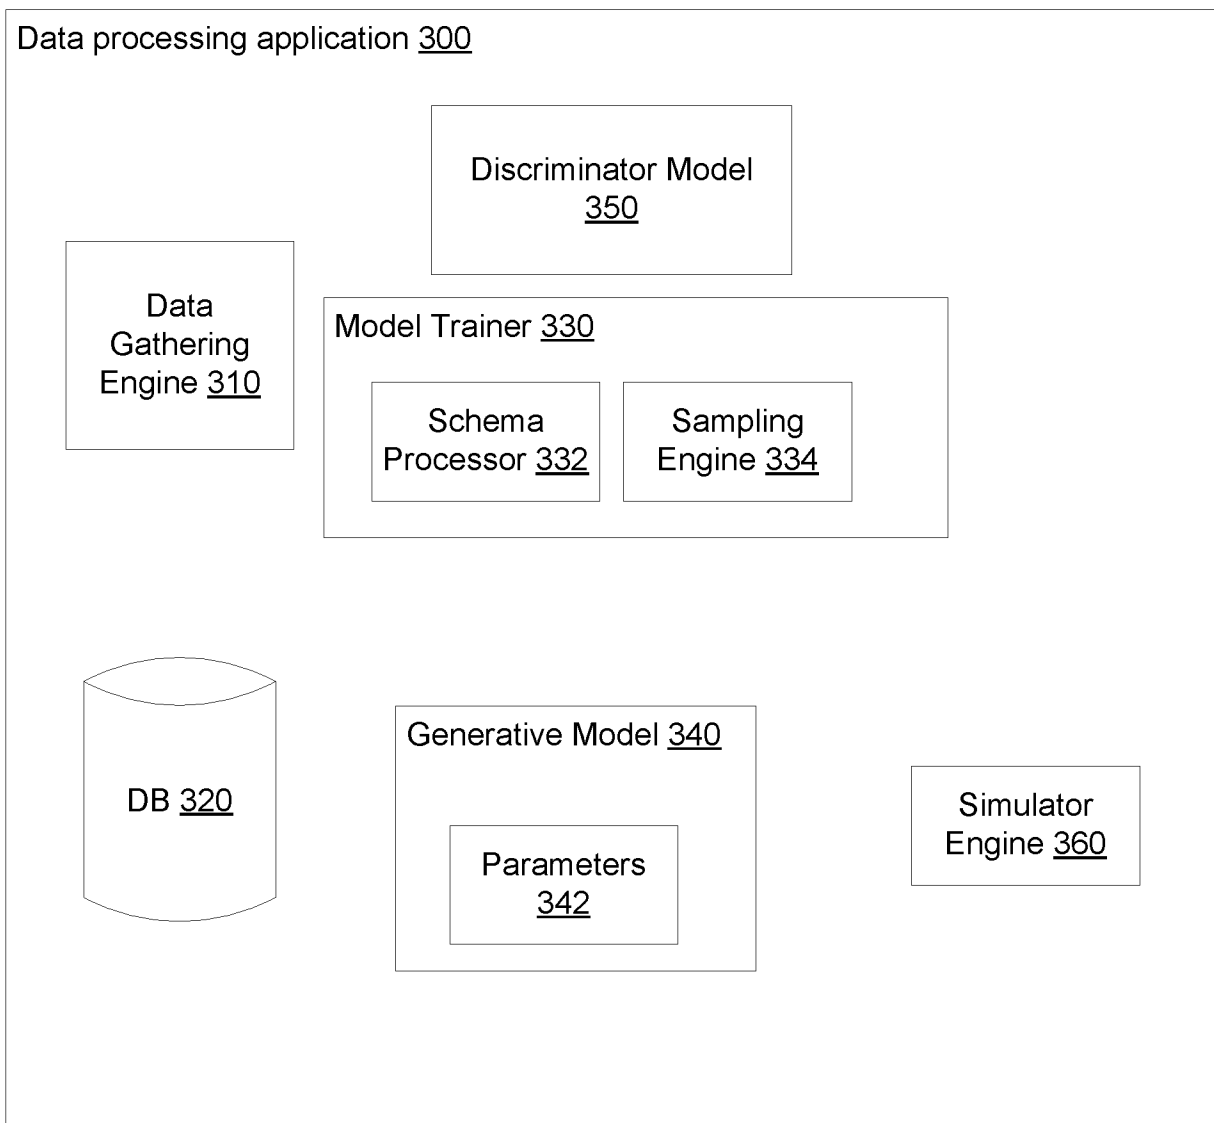 Data processing application 300
Discriminator Model
350
Data
Gathering
Engine 310
Model Trainer 330
Schema
Processor 332
Sampling
Engine 334
DB 320
Generative Model 340
Parameters
342
Simulator
Engine 360